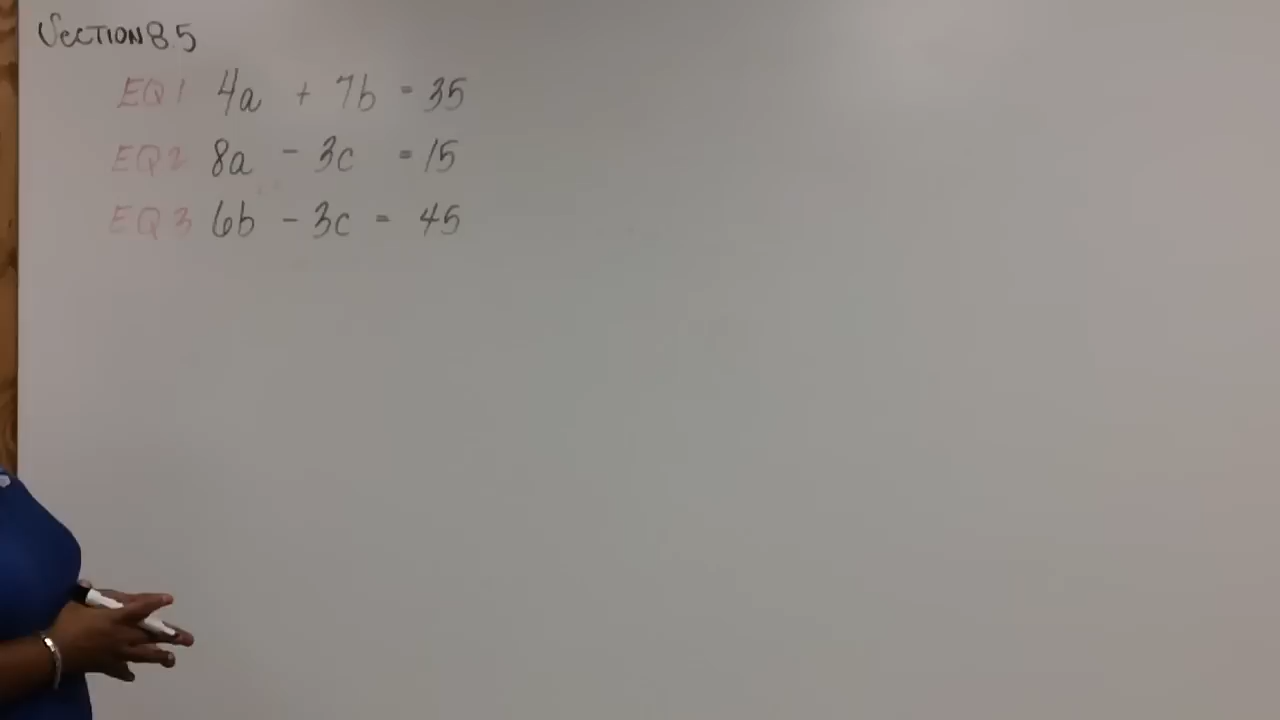 SECTION 8.5
EQ 1 4a + 7b = 35
EQ 2 8a - 3c = 15
EQ 3 6b - 3c = 45